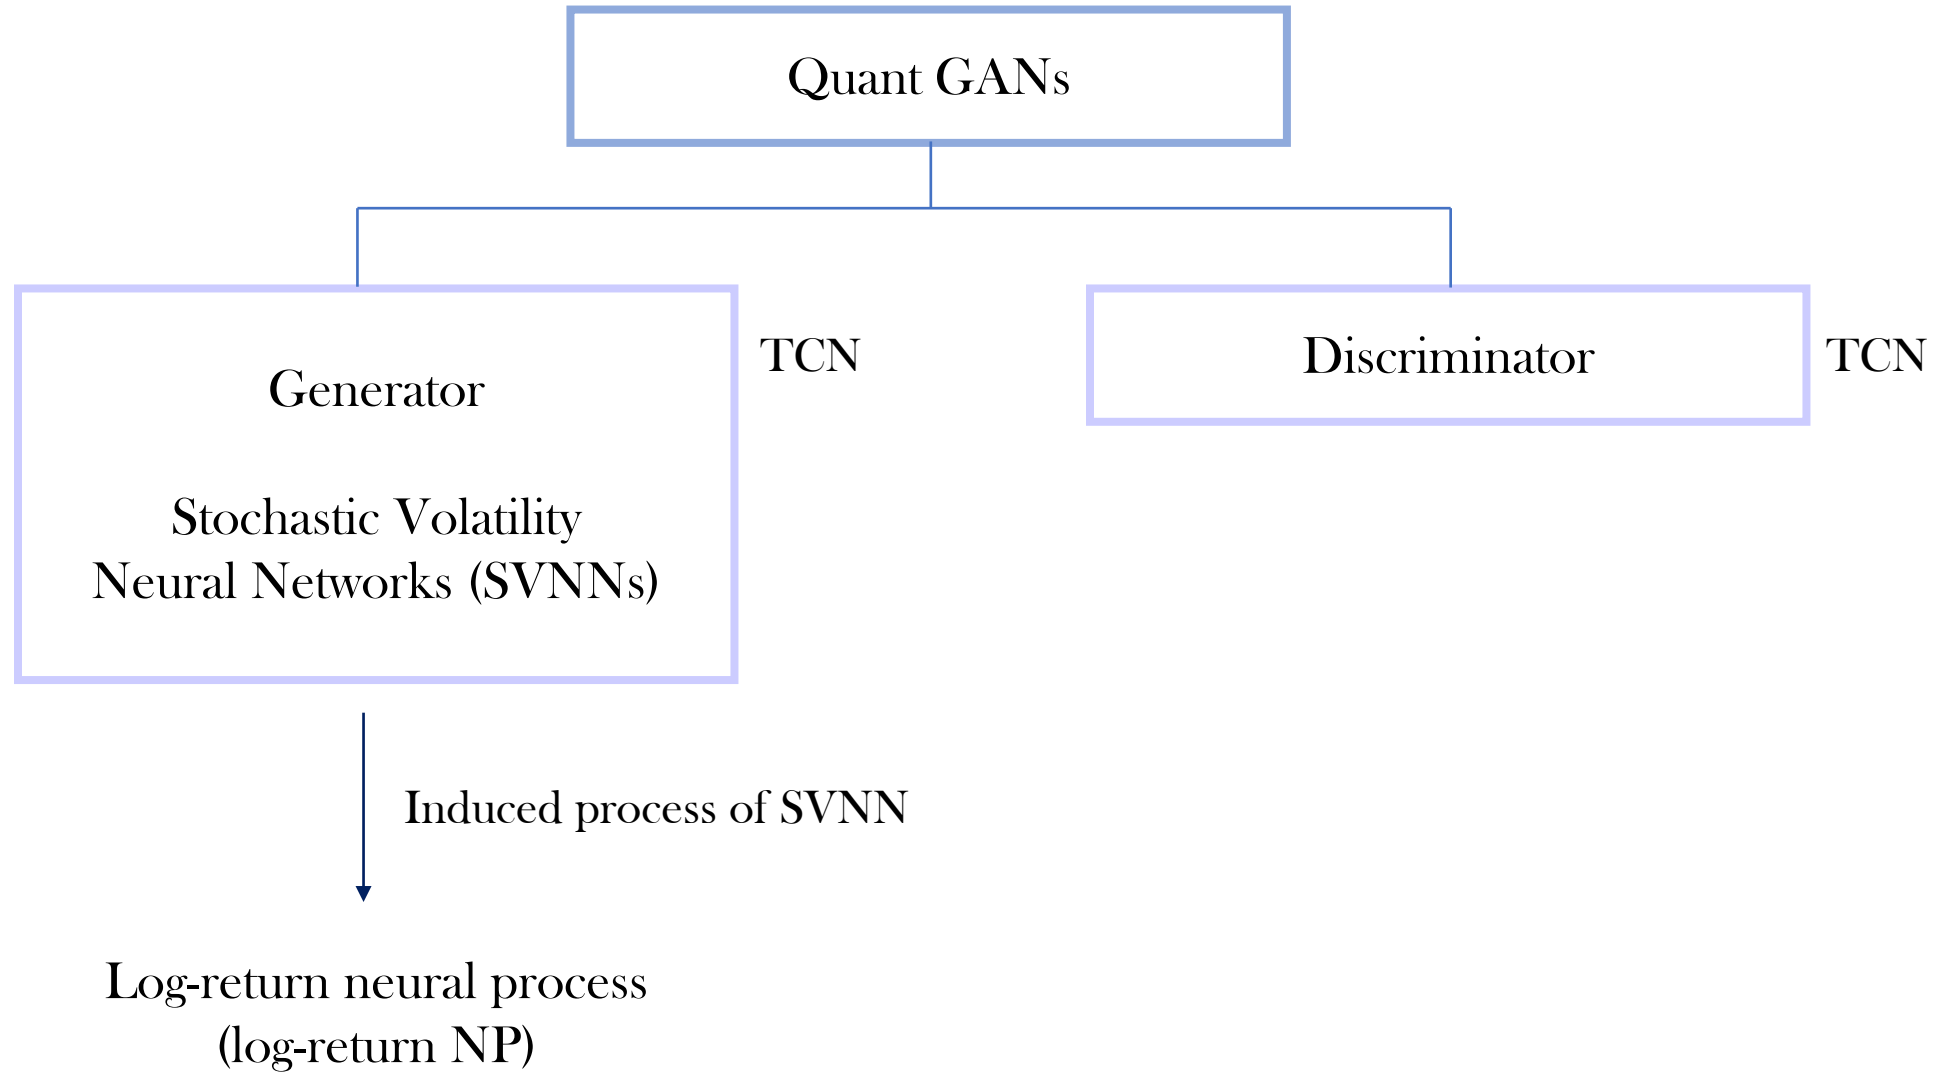 Quant GANs
Generator
TCN
Stochastic Volatility
Neural Networks (SVNNs)
Discriminator
TCN
Induced process of SVNN
Log-return neural process
(log-return NP)